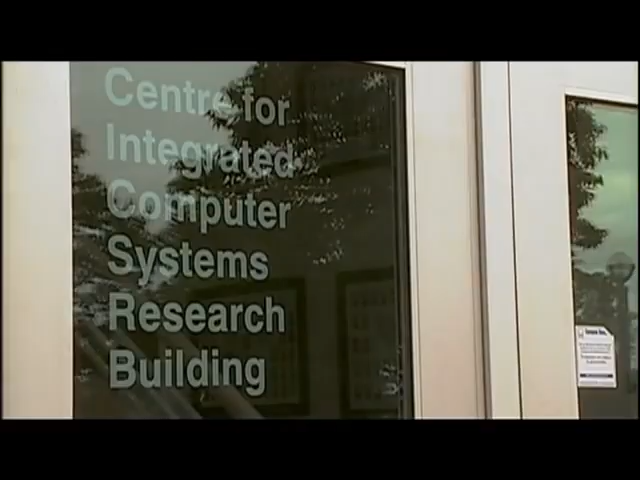 Centre for
Integrated
Computer
Systems
Research
Building